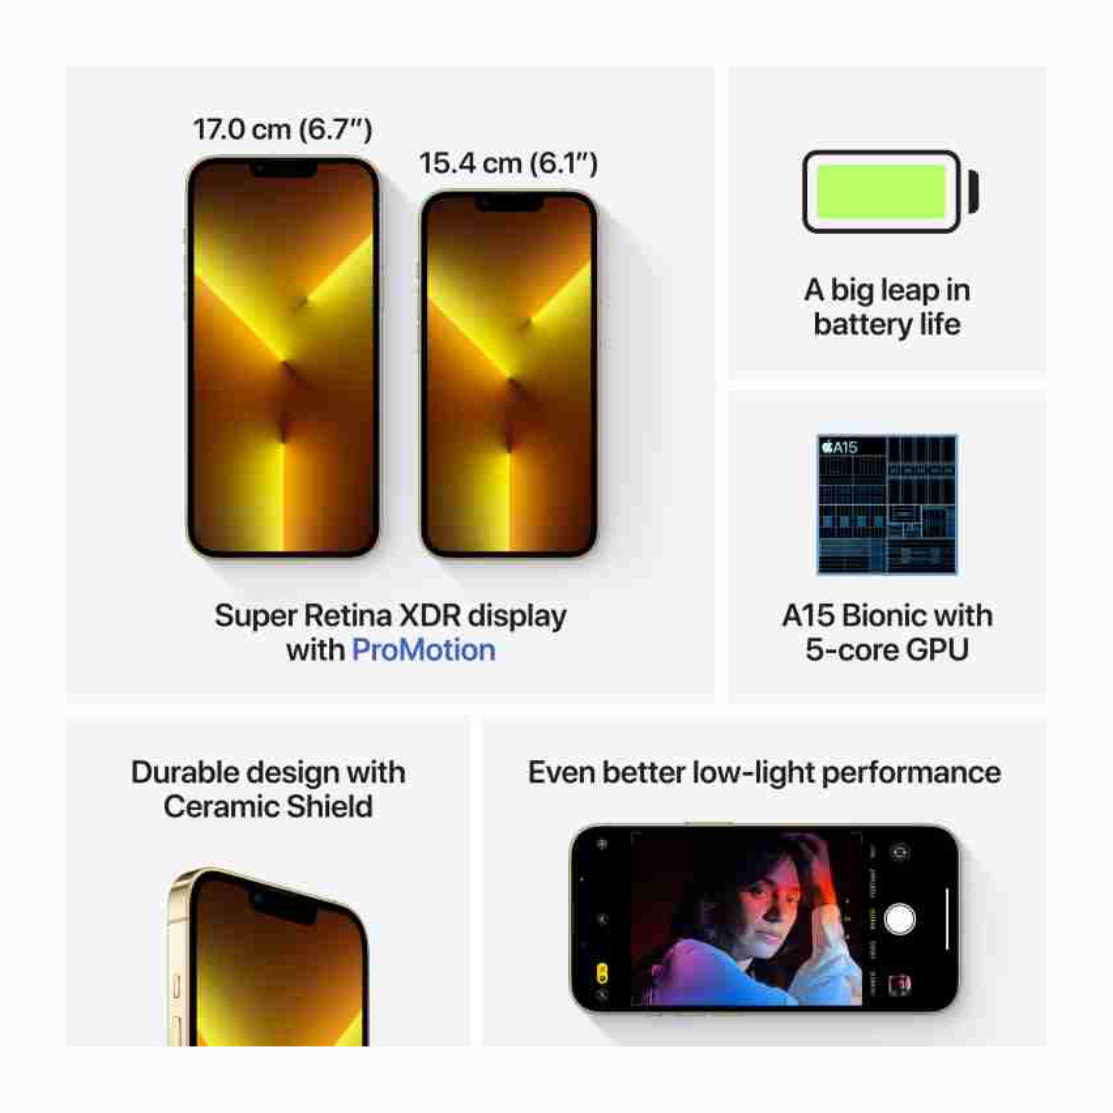 17.0 cm (6.7″)
15.4 cm (6.1″)
Super Retina XDR display
with ProMotion
A big leap in
battery life
A15
A15 Bionic with
5-core GPU
Durable design with
Ceramic Shield
Even better low-light performance